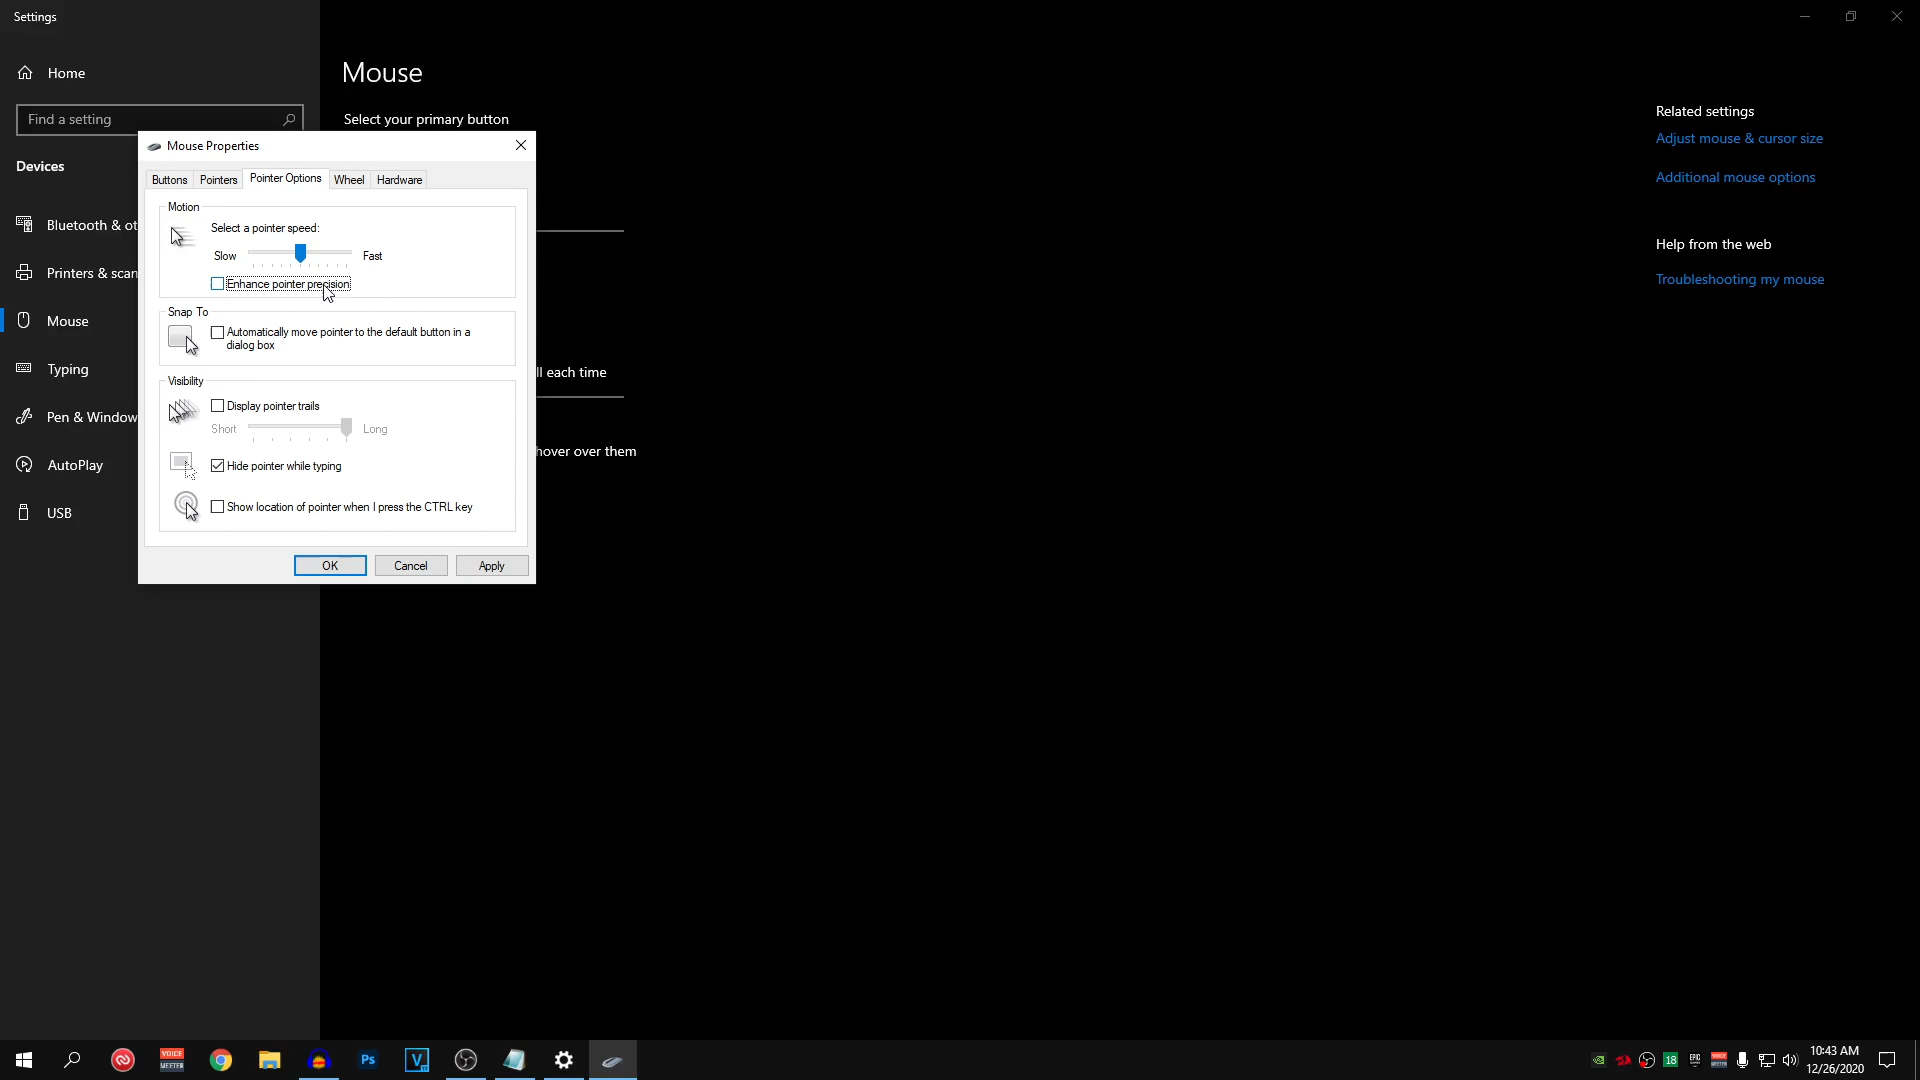 Settings
Home
Find a setting
Devices
Bluetooth & ot
Printers & scan
Mouse
Typing
Pen & Window
AutoPlay
USB
Mouse
Select your primary button
ll each time
hover over them
Related settings
Adjust mouse & cursor size
Additional mouse options
Help from the web
Troubleshooting my mouse
Mouse Properties
Buttons Pointers Pointer Options Wheel Hardware
Motion
Select a pointer speed:
Slow Fast
Enhance pointer precision
Snap To
Automatically move pointer to the default button in a
dialog box
Visibility
Display pointer trails
Short Long
Hide pointer while typing
Show location of pointer when I press the CTRL key
OK Cancel Apply
VOICE
MEETER
Ps
V
18
EPIC
10:43 AM
12/26/2020